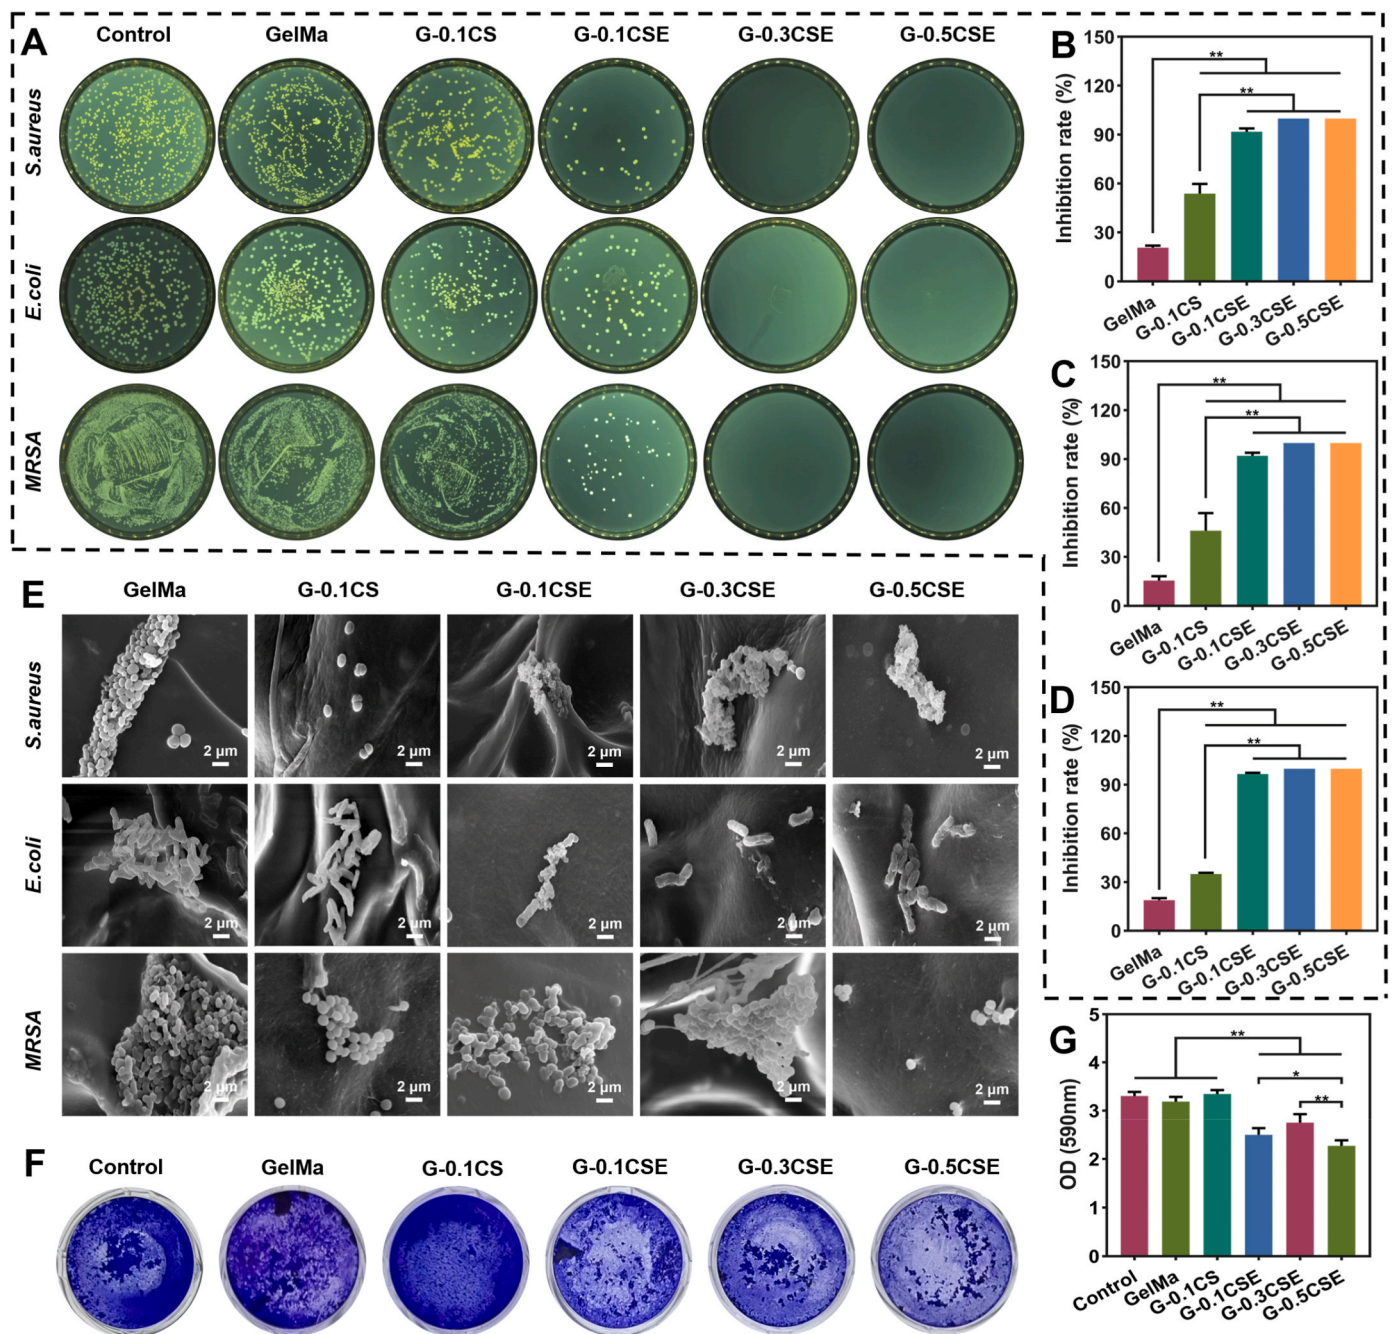 A
Control GelMa G-0.1CS G-0.1CSE G-0.3CSE G-0.5CSE
S.aureus
E.coli
MRSA
B
Inhibition rate (%)
150
120
90
60
30
0
**
**
GelMa G-0.1CS G-0.1CSE G-0.3CSE G-0.5CSE
C
Inhibition rate (%)
150
120
90
60
30
0
**
**
GelMa G-0.1CS G-0.1CSE G-0.3CSE G-0.5CSE
D
Inhibition rate (%)
150
120
90
60
30
0
**
**
GelMa G-0.1CS G-0.1CSE G-0.3CSE G-0.5CSE
E
GelMa G-0.1CS G-0.1CSE G-0.3CSE G-0.5CSE
S.aureus
2 μm 2 μm 2 μm 2 μm 2 μm
E.coli
2 μm 2 μm 2 μm 2 μm 2 μm
MRSA
2 μm 2 μm 2 μm 2 μm 2 μm
F
Control GelMa G-0.1CS G-0.1CSE G-0.3CSE G-0.5CSE
G
OD (590nm)
5
4
3
2
1
0
**
*
**
Control GelMa G-0.1CS G-0.1CSE G-0.3CSE G-0.5CSE